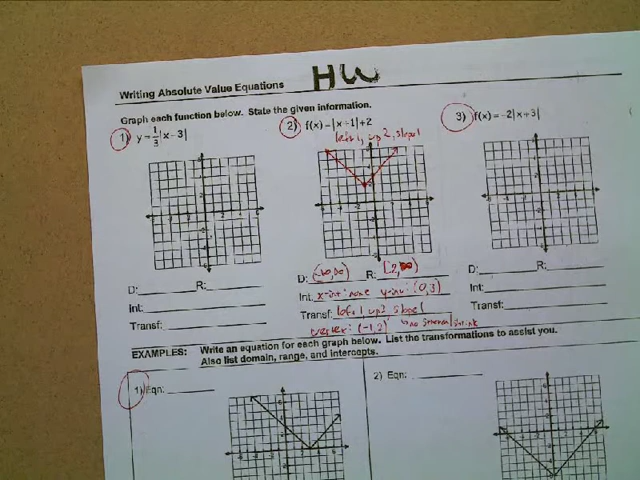 HW
Writing Absolute Value Equations
Graph each function below. State the given information.
1) y = 1/3|x - 3|
2) f(x) = |x + 1| + 2
left 1, up 2, slope 1
3) f(x) = -2|x + 3|
D: R:
Int:
Transf:
D: (-∞, ∞) R: [2, ∞)
Int: x-int: none y-int: (0, 3)
Transf: left 1 up 2 slope 1
vertex: (-1, 2)
D: R:
Int:
Transf:
EXAMPLES: Write an equation for each graph below. List the transformations to assist you.
Also list domain, range, and intercepts.
1) Eqn:
2) Eqn: